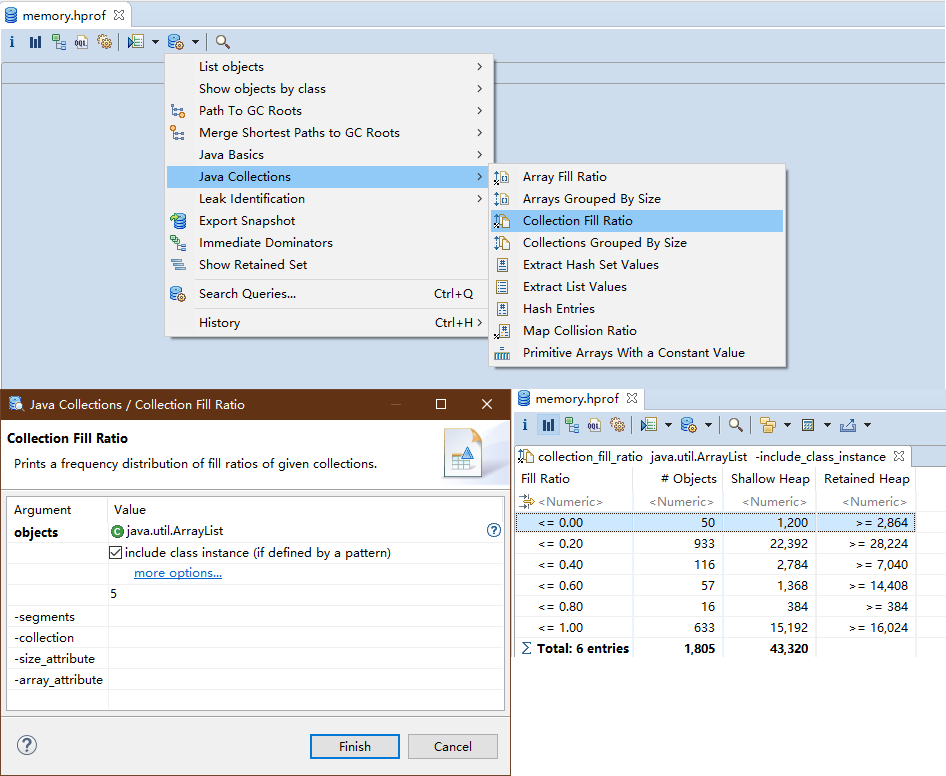 memory.hprof
List objects
Show objects by class
Path To GC Roots
Merge Shortest Paths to GC Roots
Java Basics
Java Collections
Leak Identification
Export Snapshot
Immediate Dominators
Show Retained Set
Search Queries... Ctrl+Q
History Ctrl+H
Array Fill Ratio
Arrays Grouped By Size
Collection Fill Ratio
Collections Grouped By Size
Extract Hash Set Values
Extract List Values
Hash Entries
Map Collision Ratio
Primitive Arrays With a Constant Value
Java Collections / Collection Fill Ratio
Collection Fill Ratio
Prints a frequency distribution of fill ratios of given collections.
Argument Value
objects java.util.ArrayList
include class instance (if defined by a pattern)
more options...
5
-segments
-collection
-size_attribute
-array_attribute
Finish Cancel
memory.hprof
collection_fill_ratio java.util.ArrayList -include_class_instance
Fill Ratio # Objects Shallow Heap Retained Heap
<Numeric> <Numeric> <Numeric> <Numeric>
<= 0.00 50 1,200 >= 2,864
<= 0.20 933 22,392 >= 28,224
<= 0.40 116 2,784 >= 7,040
<= 0.60 57 1,368 >= 14,408
<= 0.80 16 384 >= 384
<= 1.00 633 15,192 >= 16,024
∑ Total: 6 entries 1,805 43,320